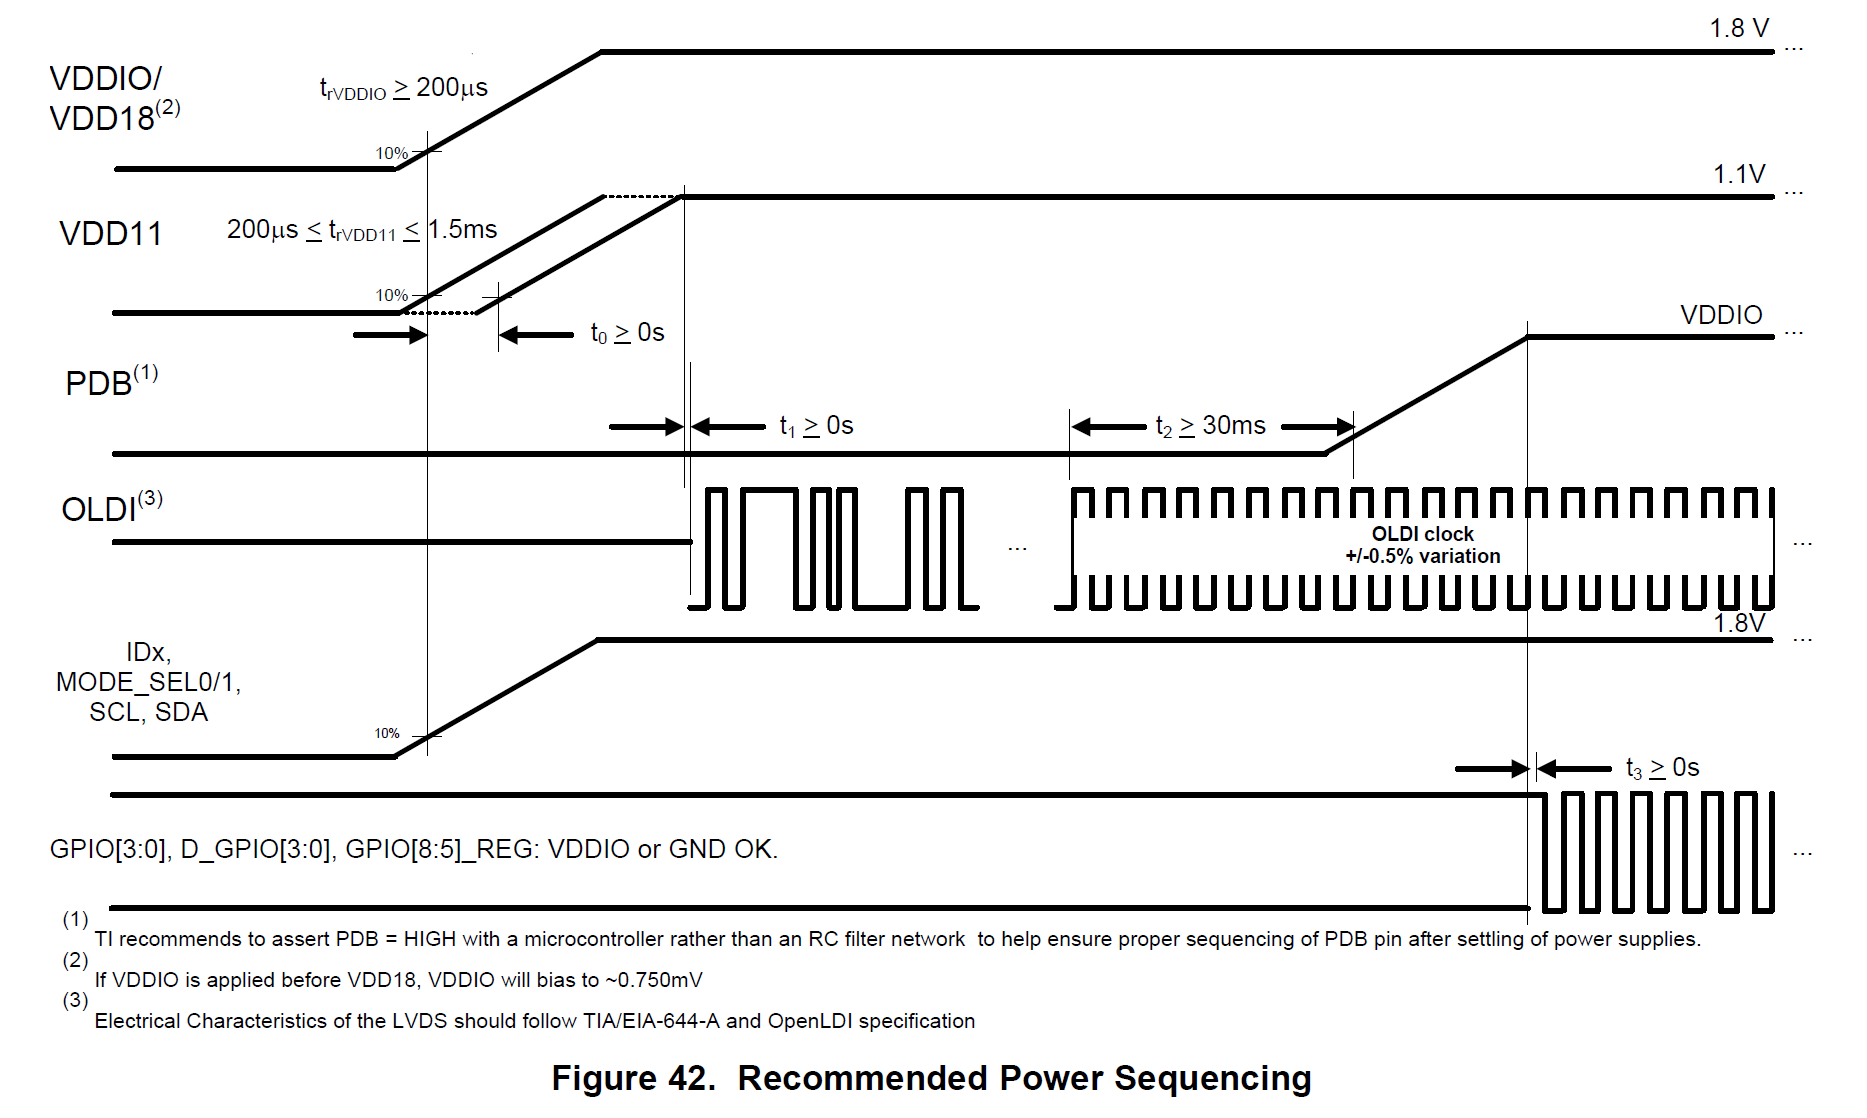 1.8 V
...
VDDIO/
VDD18(2)
trVDDIO ≥ 200μs
10%
1.1V
...
VDD11
200μs ≤ trVDD11 ≤ 1.5ms
10%
t0 ≥ 0s
VDDIO
...
PDB(1)
t1 ≥ 0s
t2 ≥ 30ms
OLDI(3)
...
OLDI clock
+/-0.5% variation
...
1.8V
...
IDx,
MODE_SEL0/1,
SCL, SDA
10%
t3 ≥ 0s
GPIO[3:0], D_GPIO[3:0], GPIO[8:5]_REG: VDDIO or GND OK.
...
(1)
TI recommends to assert PDB = HIGH with a microcontroller rather than an RC filter network to help ensure proper sequencing of PDB pin after settling of power supplies.
(2)
If VDDIO is applied before VDD18, VDDIO will bias to ~0.750mV
(3)
Electrical Characteristics of the LVDS should follow TIA/EIA-644-A and OpenLDI specification
Figure 42. Recommended Power Sequencing